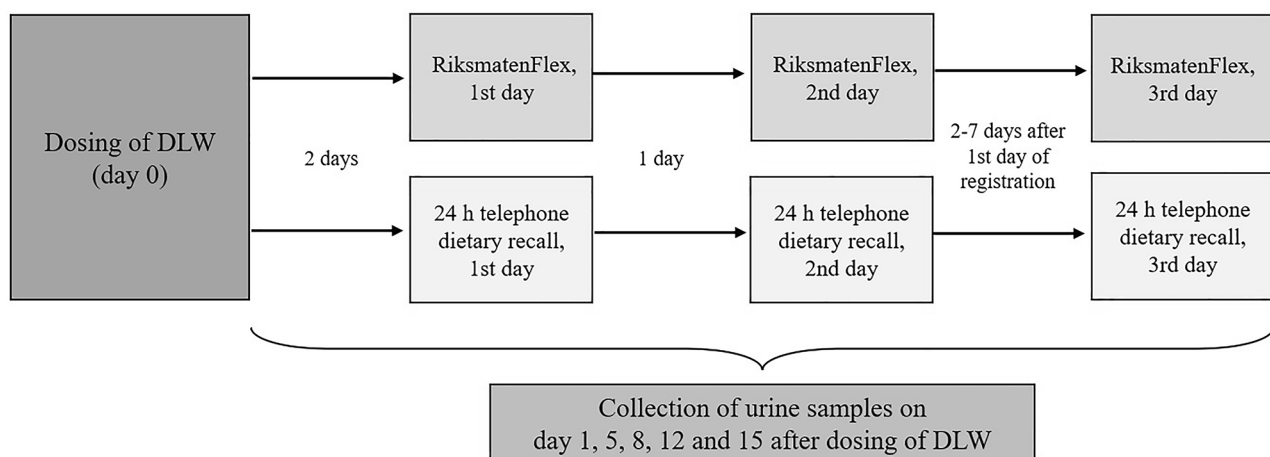 Dosing of DLW
(day 0)
2 days
RiksmatenFlex,
1st day
24 h telephone
dietary recall,
1st day
1 day
RiksmatenFlex,
2nd day
24 h telephone
dietary recall,
2nd day
2-7 days after
1st day of
registration
RiksmatenFlex,
3rd day
24 h telephone
dietary recall,
3rd day
Collection of urine samples on
day 1, 5, 8, 12 and 15 after dosing of DLW